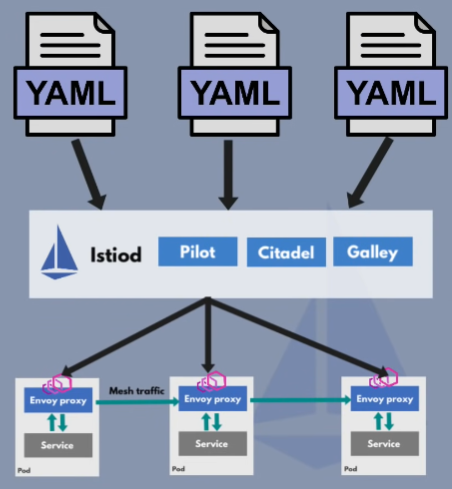 YAML YAML YAML
Istiod Pilot Citadel Galley
Mesh traffic
Envoy proxy Envoy proxy Envoy proxy
Service Service Service
Pod Pod Pod